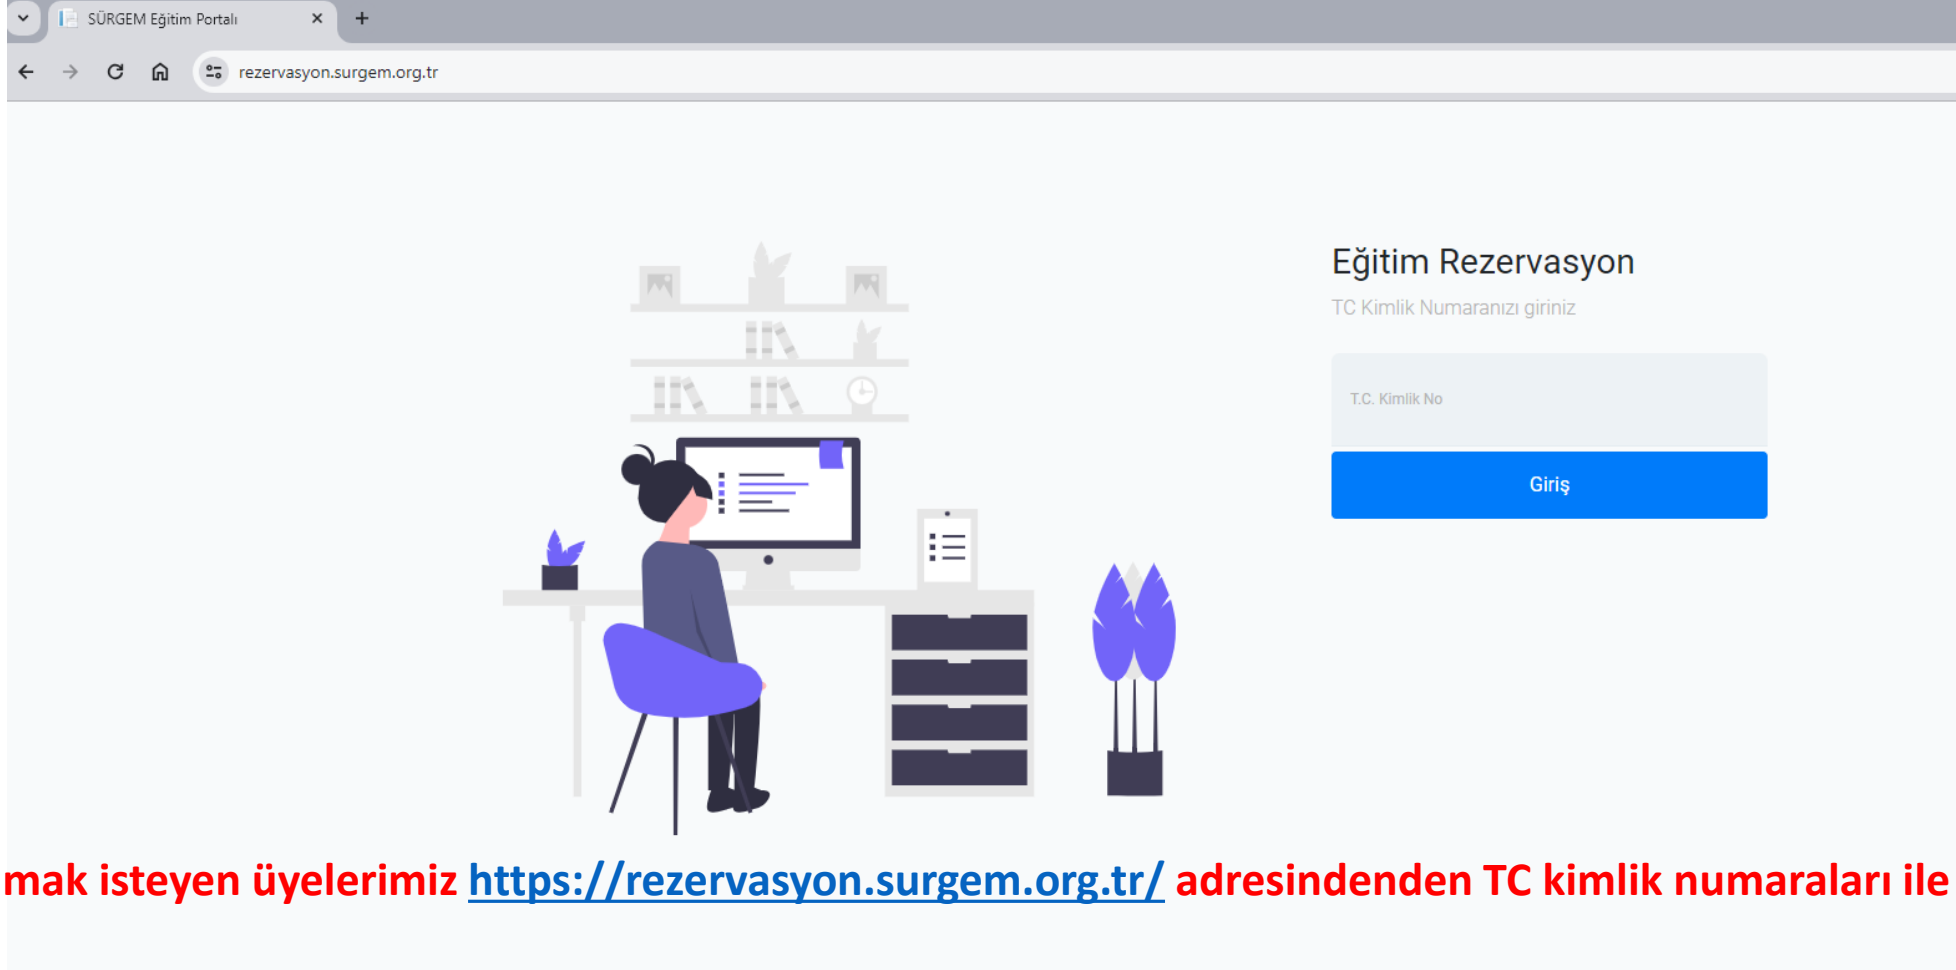 SÜRGEM Eğitim Portalı
rezervasyon.surgem.org.tr
Eğitim Rezervasyon
TC Kimlik Numaranızı giriniz
T.C. Kimlik No
Giriş
mak isteyen üyelerimiz https://rezervasyon.surgem.org.tr/ adresindenden TC kimlik numaraları ile